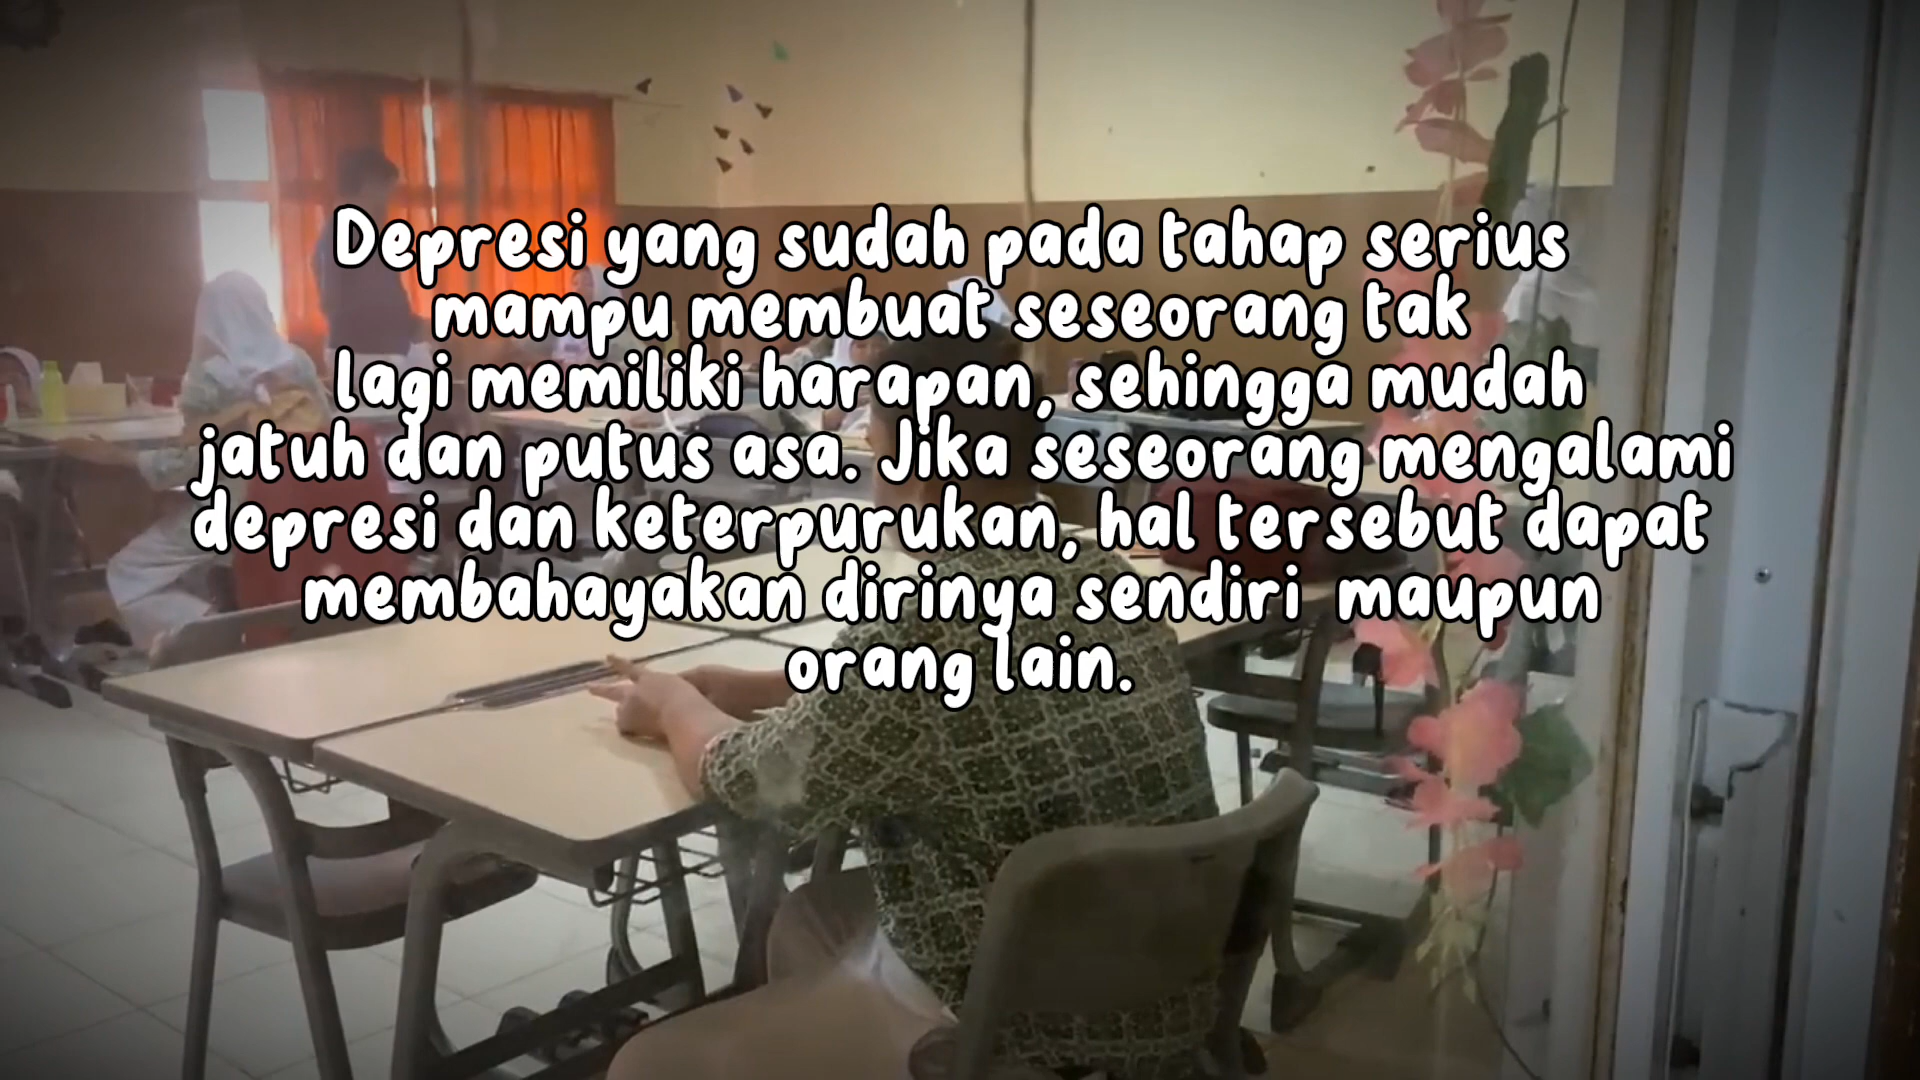 Depresi yang sudah pada tahap serius
mampu membuat seseorang tak
lagi memiliki harapan, sehingga mudah
jatuh dan putus asa. Jika seseorang mengalami
depresi dan keterpurukan, hal tersebut dapat
membahayakan dirinya sendiri maupun
orang lain.